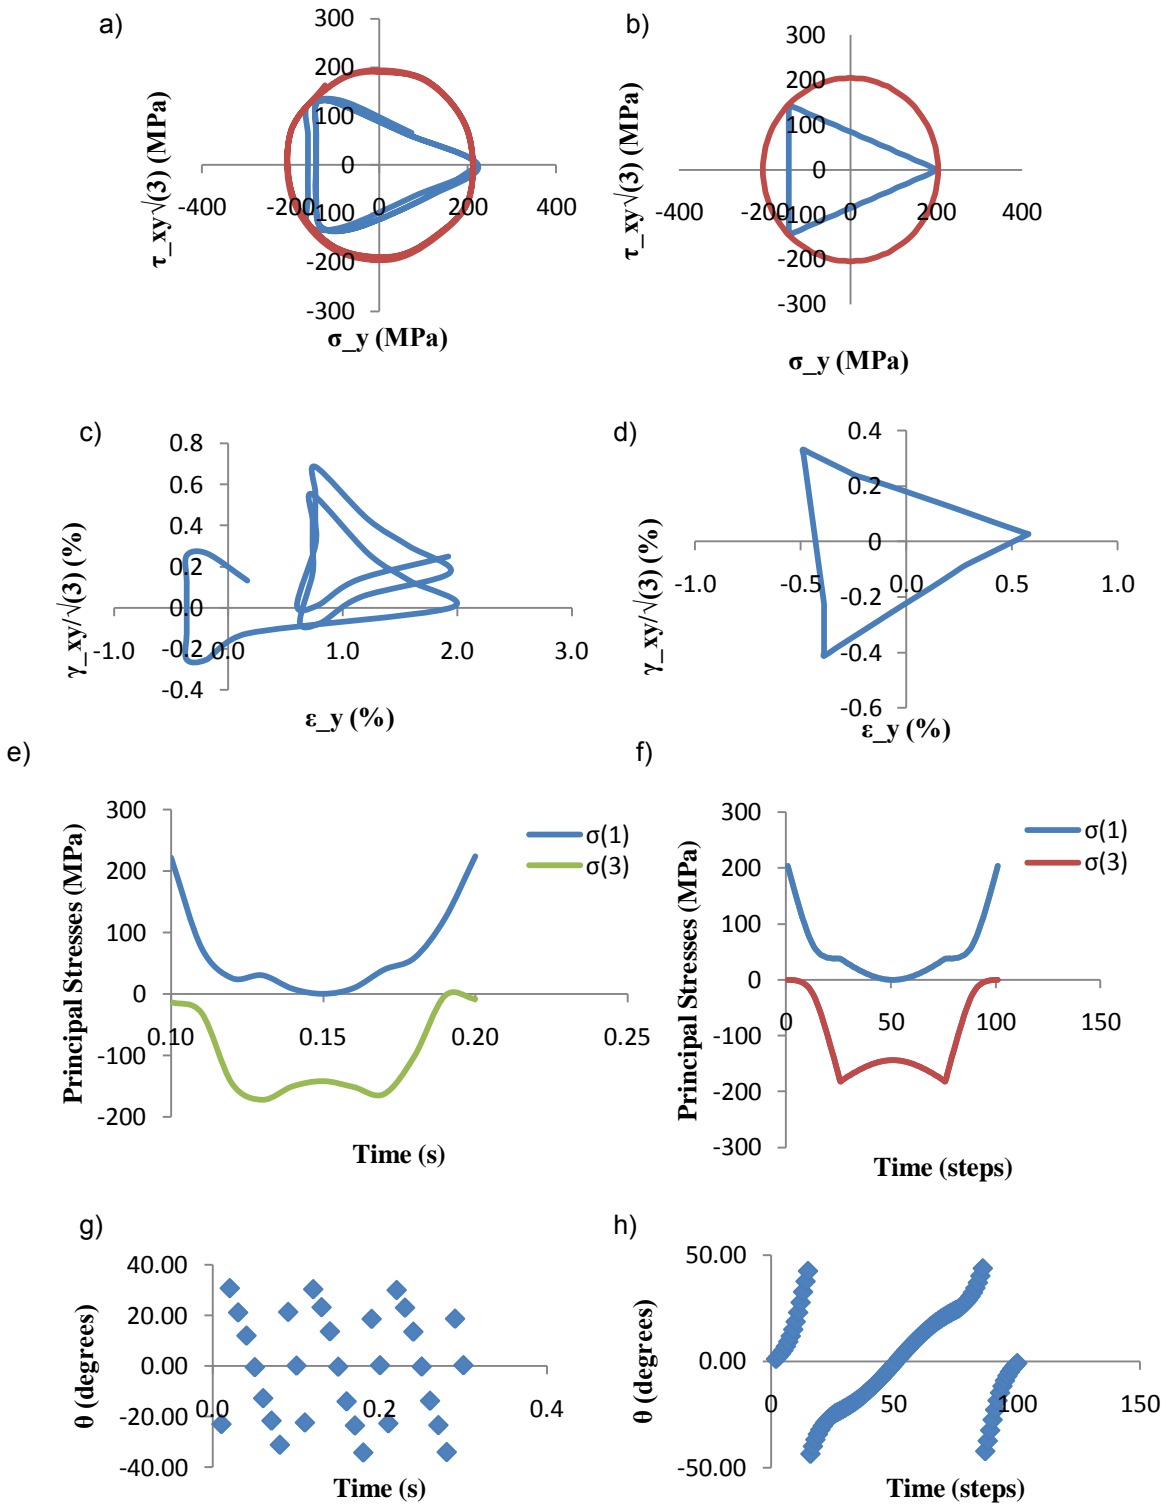 a)
300
200
100
0
-100
-200
-300
-400
-200
0
200
400
τ_xy√(3) (MPa)
σ_y (MPa)
b)
300
200
100
0
-100
-200
-300
-400
-200
0
200
400
τ_xy√(3) (MPa)
σ_y (MPa)
c)
0.8
0.6
0.4
0.2
0.0
-0.2
-0.4
-1.0
0.0
1.0
2.0
3.0
γ_xy/√(3) (%)
ε_y (%)
d)
0.4
0.2
0
-0.2
-0.4
-0.6
-1.0
-0.5
0.0
0.5
1.0
γ_xy/√(3) (%)
ε_y (%)
e)
300
200
100
0
-100
-200
0.10
0.15
0.20
0.25
σ(1)
σ(3)
Principal Stresses (MPa)
Time (s)
f)
300
200
100
0
-100
-200
-300
0
50
100
150
σ(1)
σ(3)
Principal Stresses (MPa)
Time (steps)
g)
40.00
20.00
0.00
-20.00
-40.00
0.0
0.2
0.4
θ (degrees)
Time (s)
h)
50.00
0.00
-50.00
0
50
100
150
θ (degrees)
Time (steps)